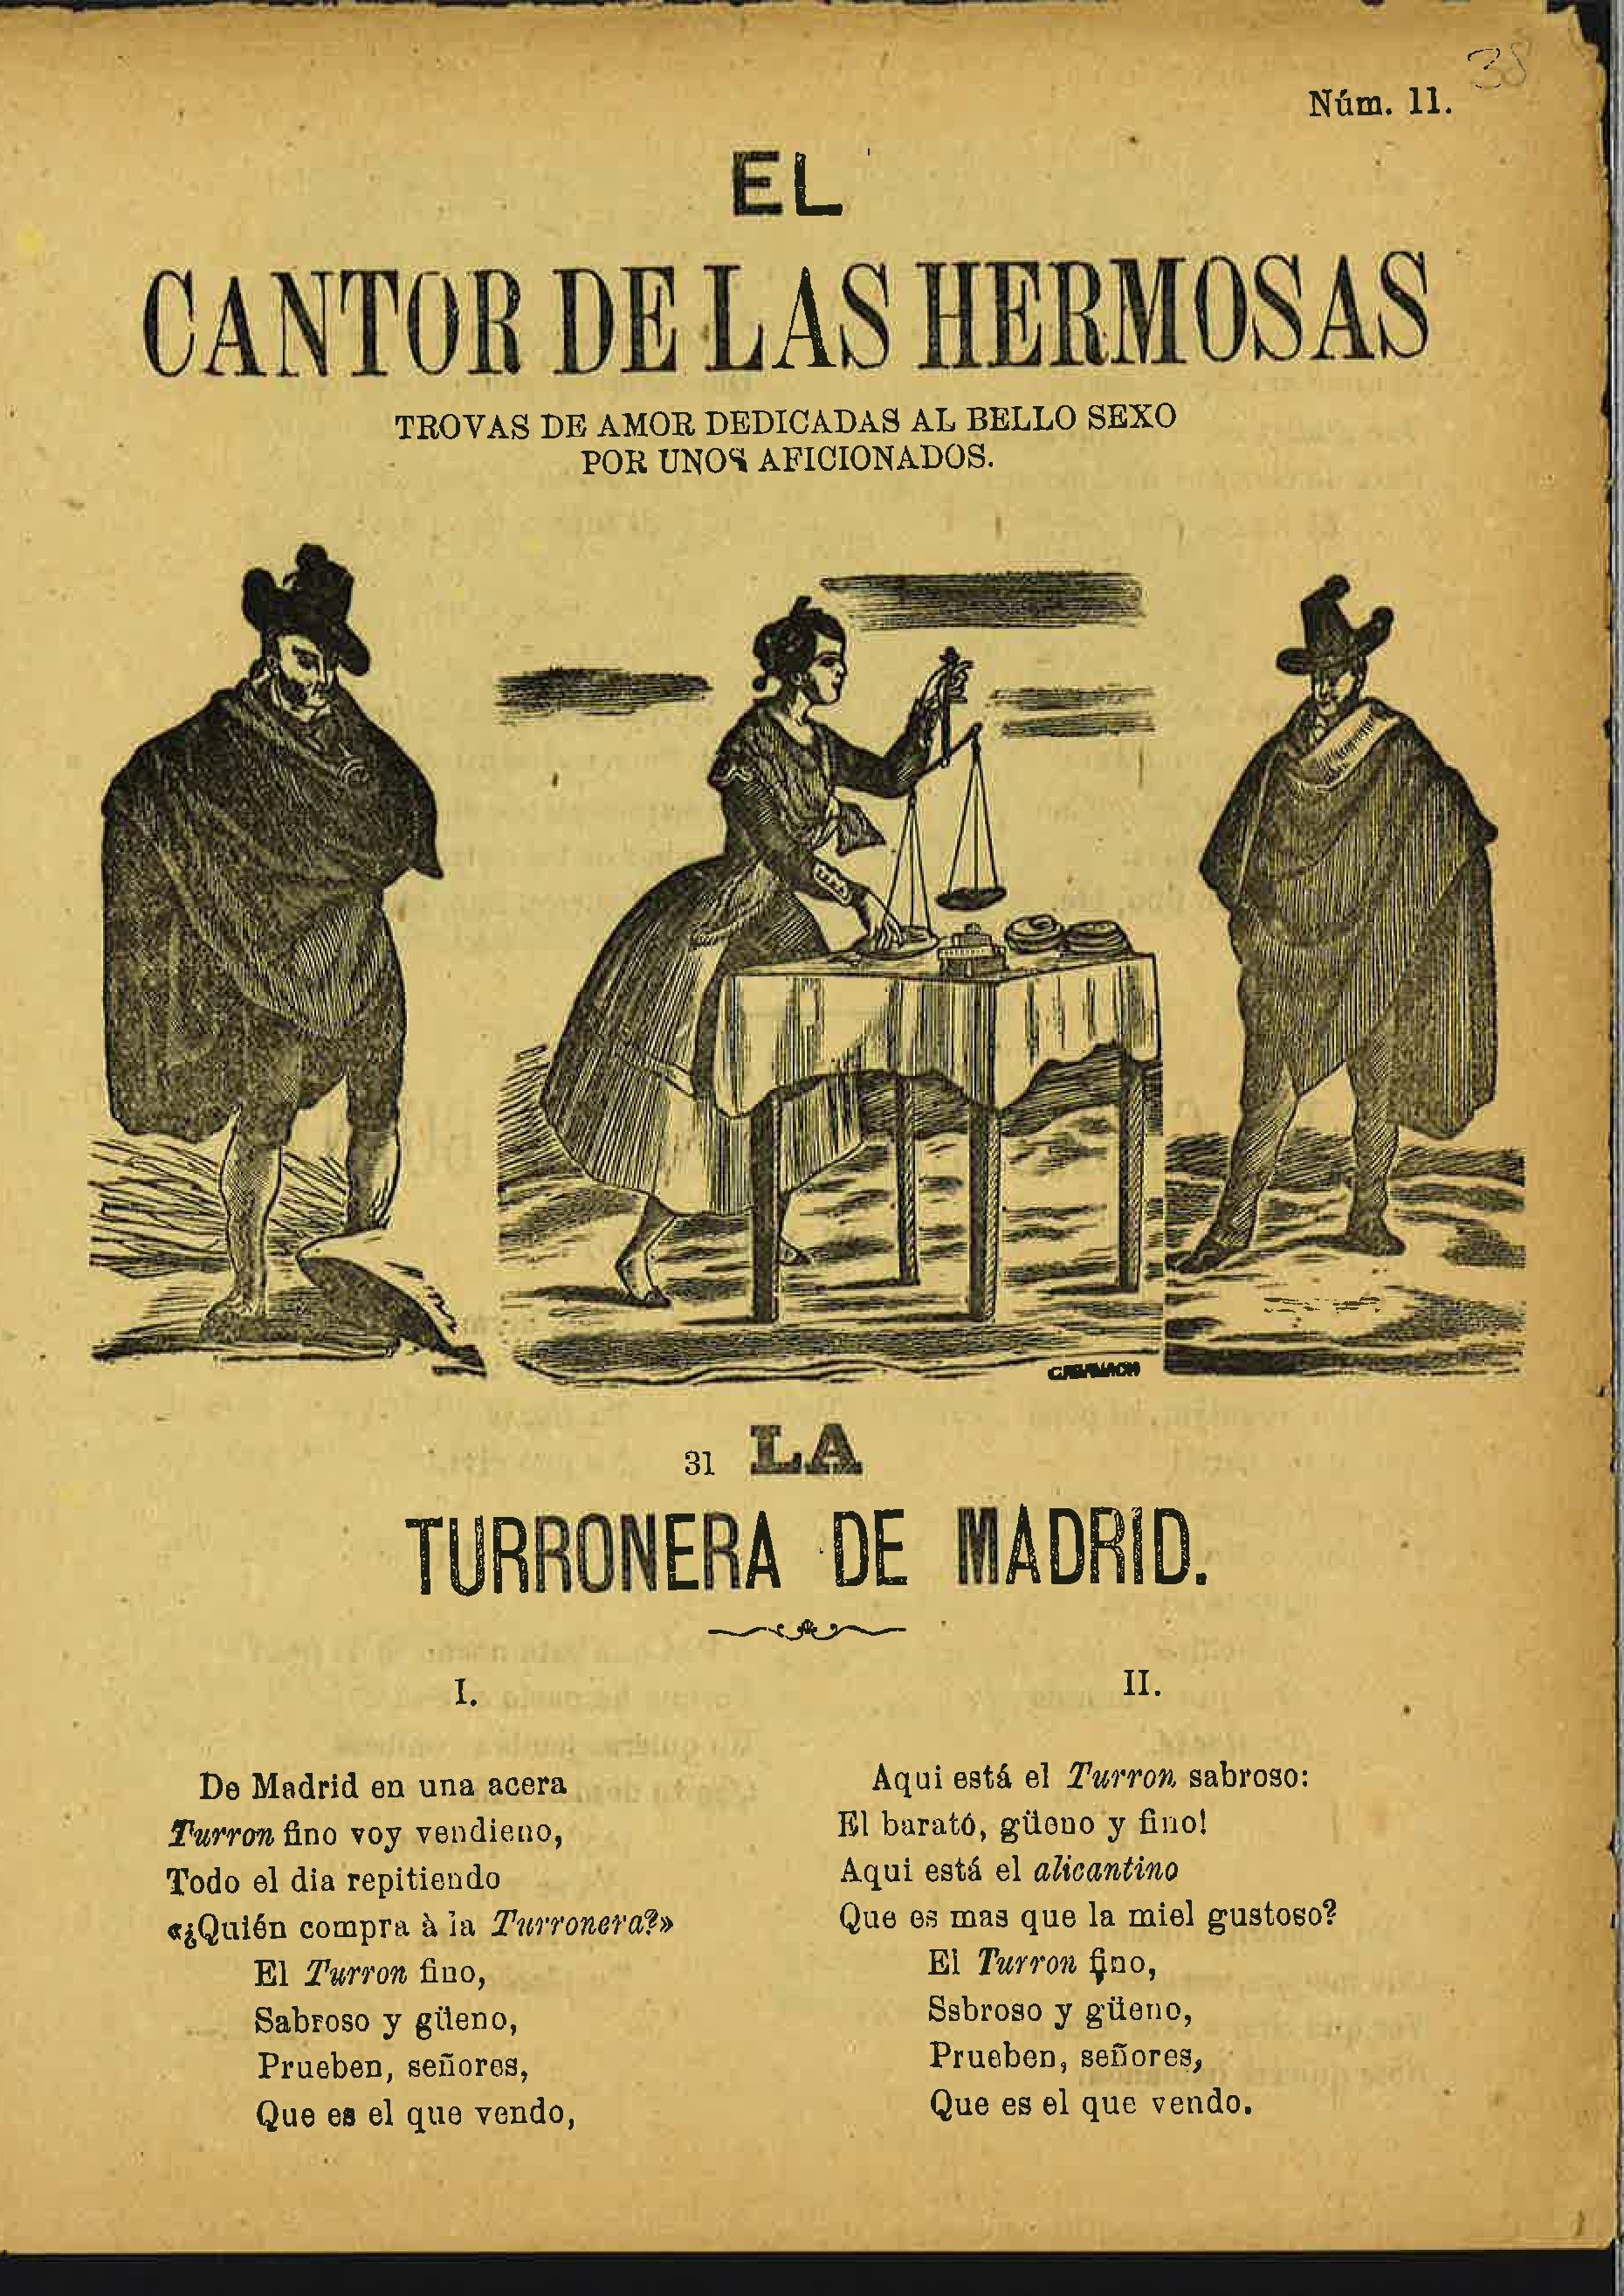 38
Núm. 11.
EL
CANTOR DE LAS HERMOSAS
TROVAS DE AMOR DEDICADAS AL BELLO SEXO
POR UNOS AFICIONADOS.
31 LA
TURRONERA DE MADRID.
I.
De Madrid en una acera
Turron fino voy vendieno,
Todo el dia repitiendo
«¿Quién compra à la Turronera?»
El Turron fino,
Sabroso y güeno,
Prueben, señores,
Que es el que vendo,
II.
Aqui está el Turron sabroso:
El barató, güeno y fino!
Aqui está el alicantino
Que es mas que la miel gustoso?
El Turron fino,
Ssbroso y güeno,
Prueben, señores,
Que es el que vendo.